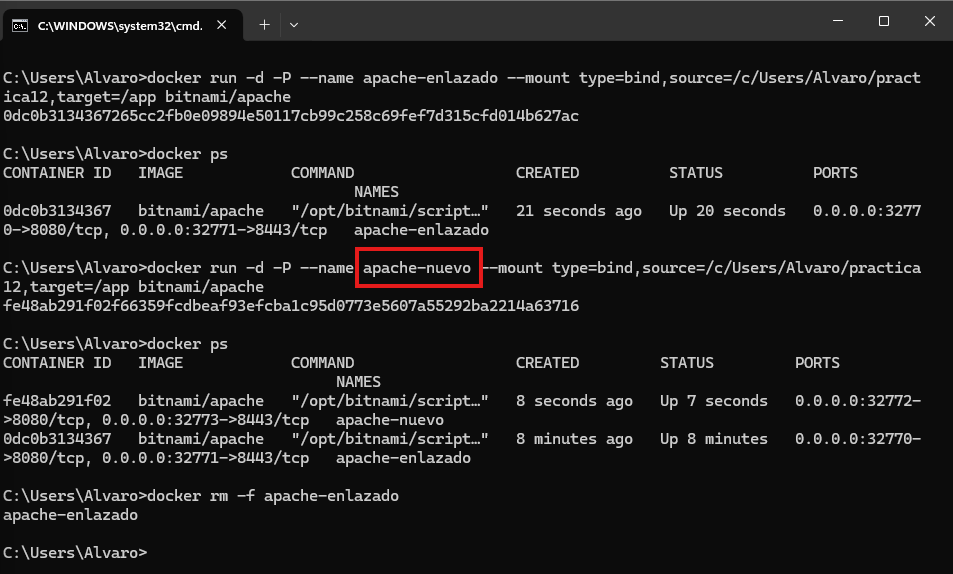 C:\WINDOWS\system32\cmd.
C:\Users\Alvaro>docker run -d -P --name apache-enlazado --mount type=bind,source=/c/Users/Alvaro/pract
ica12,target=/app bitnami/apache
0dc0b3134367265cc2fb0e09894e50117cb99c258c69fef7d315cfd014b627ac
C:\Users\Alvaro>docker ps
CONTAINER ID   IMAGE            COMMAND                  CREATED          STATUS          PORTS
NAMES
0dc0b3134367   bitnami/apache   "/opt/bitnami/script…"   21 seconds ago   Up 20 seconds   0.0.0.0:3277
0->8080/tcp, 0.0.0.0:32771->8443/tcp   apache-enlazado
C:\Users\Alvaro>docker run -d -P --name apache-nuevo --mount type=bind,source=/c/Users/Alvaro/practica
12,target=/app bitnami/apache
fe48ab291f02f66359fcdbeaf93efcba1c95d0773e5607a55292ba2214a63716
C:\Users\Alvaro>docker ps
CONTAINER ID   IMAGE            COMMAND                  CREATED         STATUS         PORTS
NAMES
fe48ab291f02   bitnami/apache   "/opt/bitnami/script…"   8 seconds ago   Up 7 seconds   0.0.0.0:32772-
>8080/tcp, 0.0.0.0:32773->8443/tcp   apache-nuevo
0dc0b3134367   bitnami/apache   "/opt/bitnami/script…"   8 minutes ago   Up 8 minutes   0.0.0.0:32770-
>8080/tcp, 0.0.0.0:32771->8443/tcp   apache-enlazado
C:\Users\Alvaro>docker rm -f apache-enlazado
apache-enlazado
C:\Users\Alvaro>